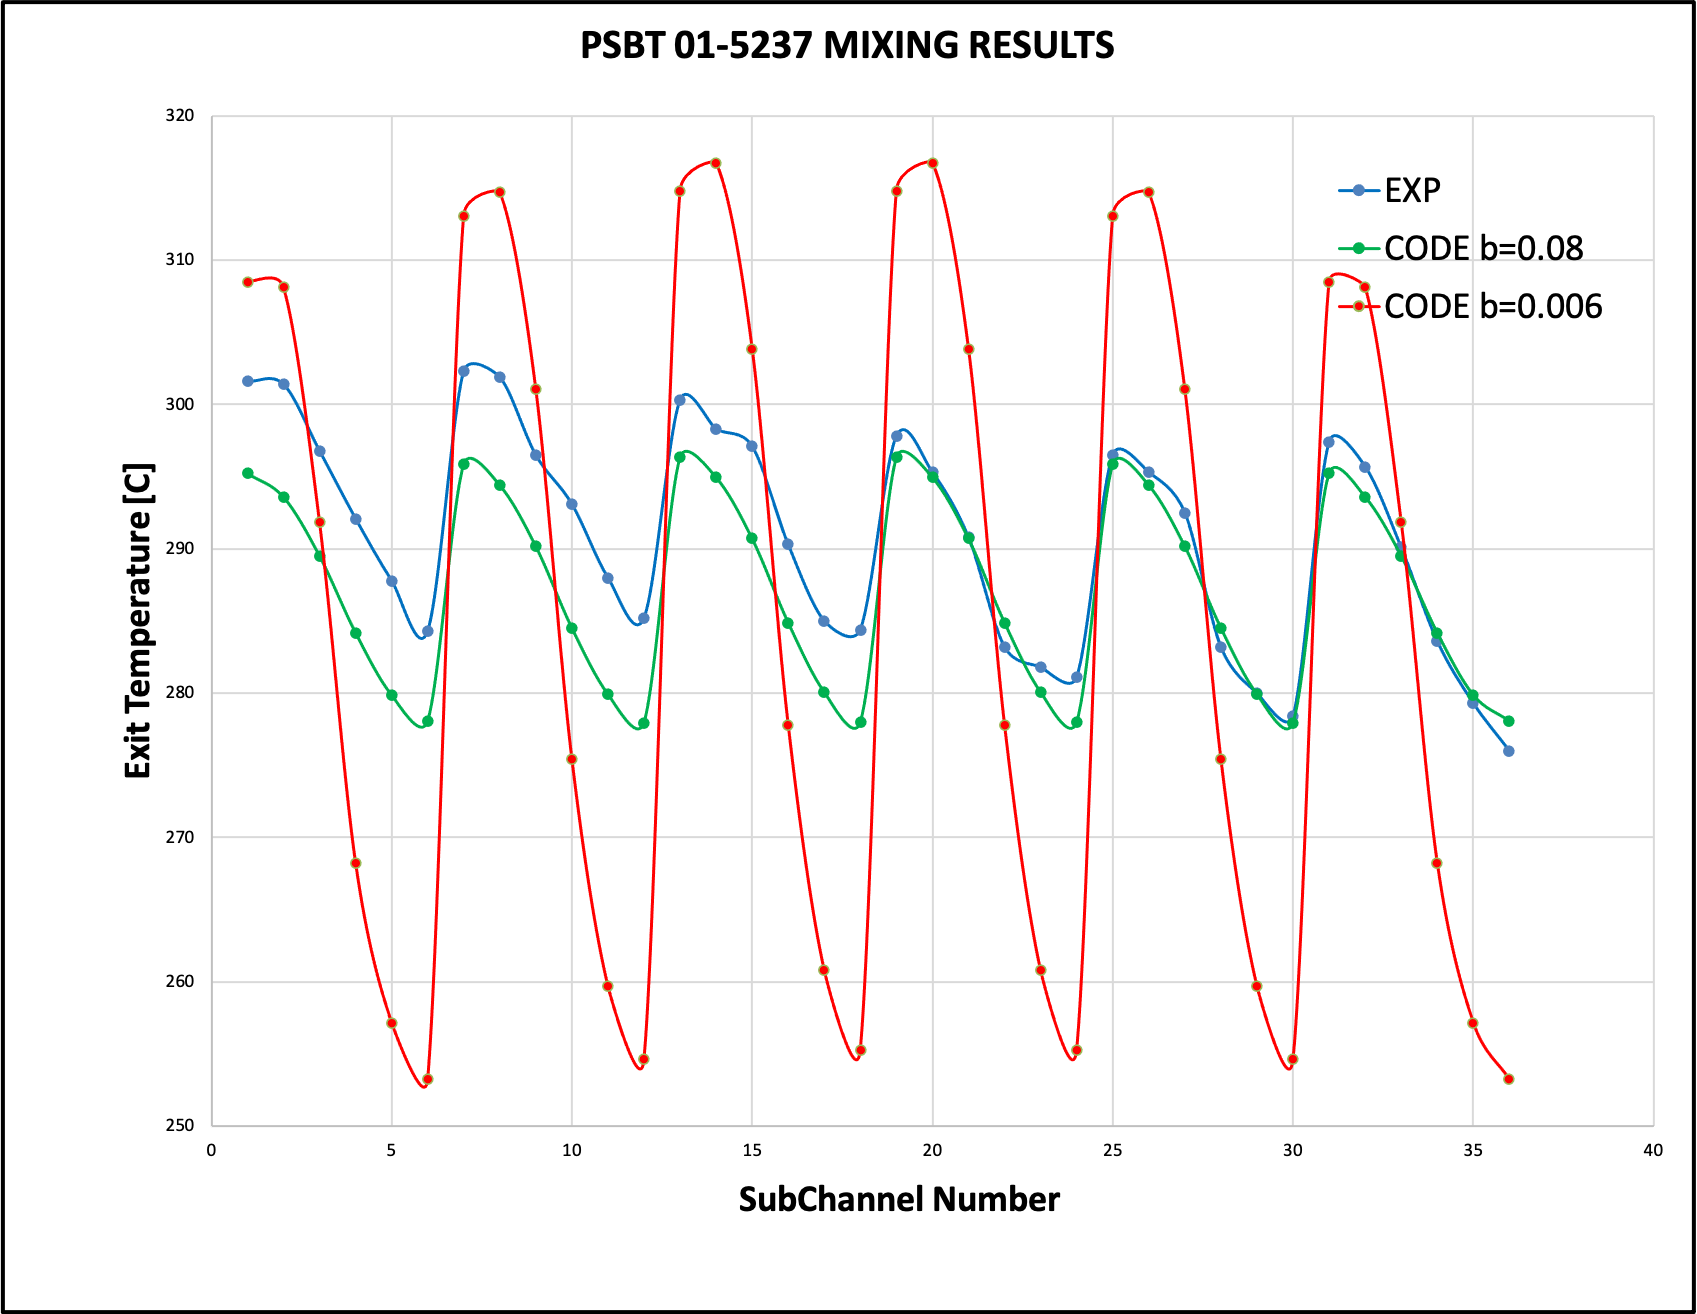 PSBT 01-5237 MIXING RESULTS
320
310
300
290
280
270
260
250
0 5 10 15 20 25 30 35 40
Exit Temperature [C]
SubChannel Number
EXP
CODE b=0.08
CODE b=0.006